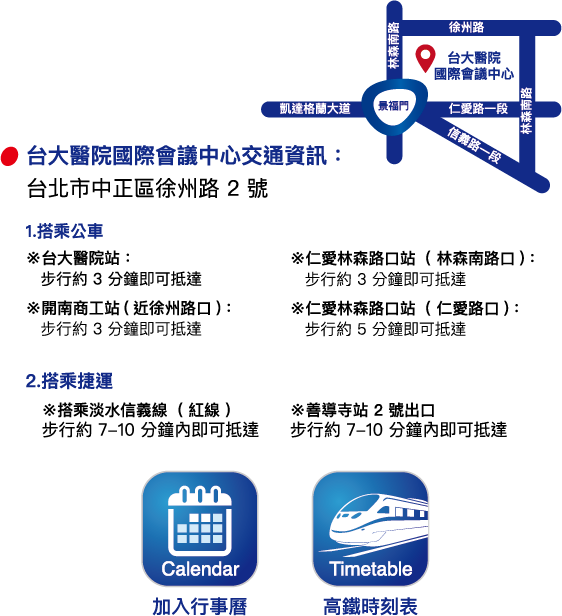 徐州路
林森南路
台大醫院
國際會議中心
凱達格蘭大道
景福門
仁愛路一段
林森南路
信義路一段
台大醫院國際會議中心交通資訊：
台北市中正區徐州路 2 號
1.搭乘公車
※台大醫院站：
步行約 3 分鐘即可抵達
※仁愛林森路口站（林森南路口）：
步行約 3 分鐘即可抵達
※開南商工站（近徐州路口）：
步行約 3 分鐘即可抵達
※仁愛林森路口站（仁愛路口）：
步行約 5 分鐘即可抵達
2.搭乘捷運
※搭乘淡水信義線（紅線）
步行約 7–10 分鐘內即可抵達
※善導寺站 2 號出口
步行約 7–10 分鐘內即可抵達
Calendar
Timetable
加入行事曆
高鐵時刻表